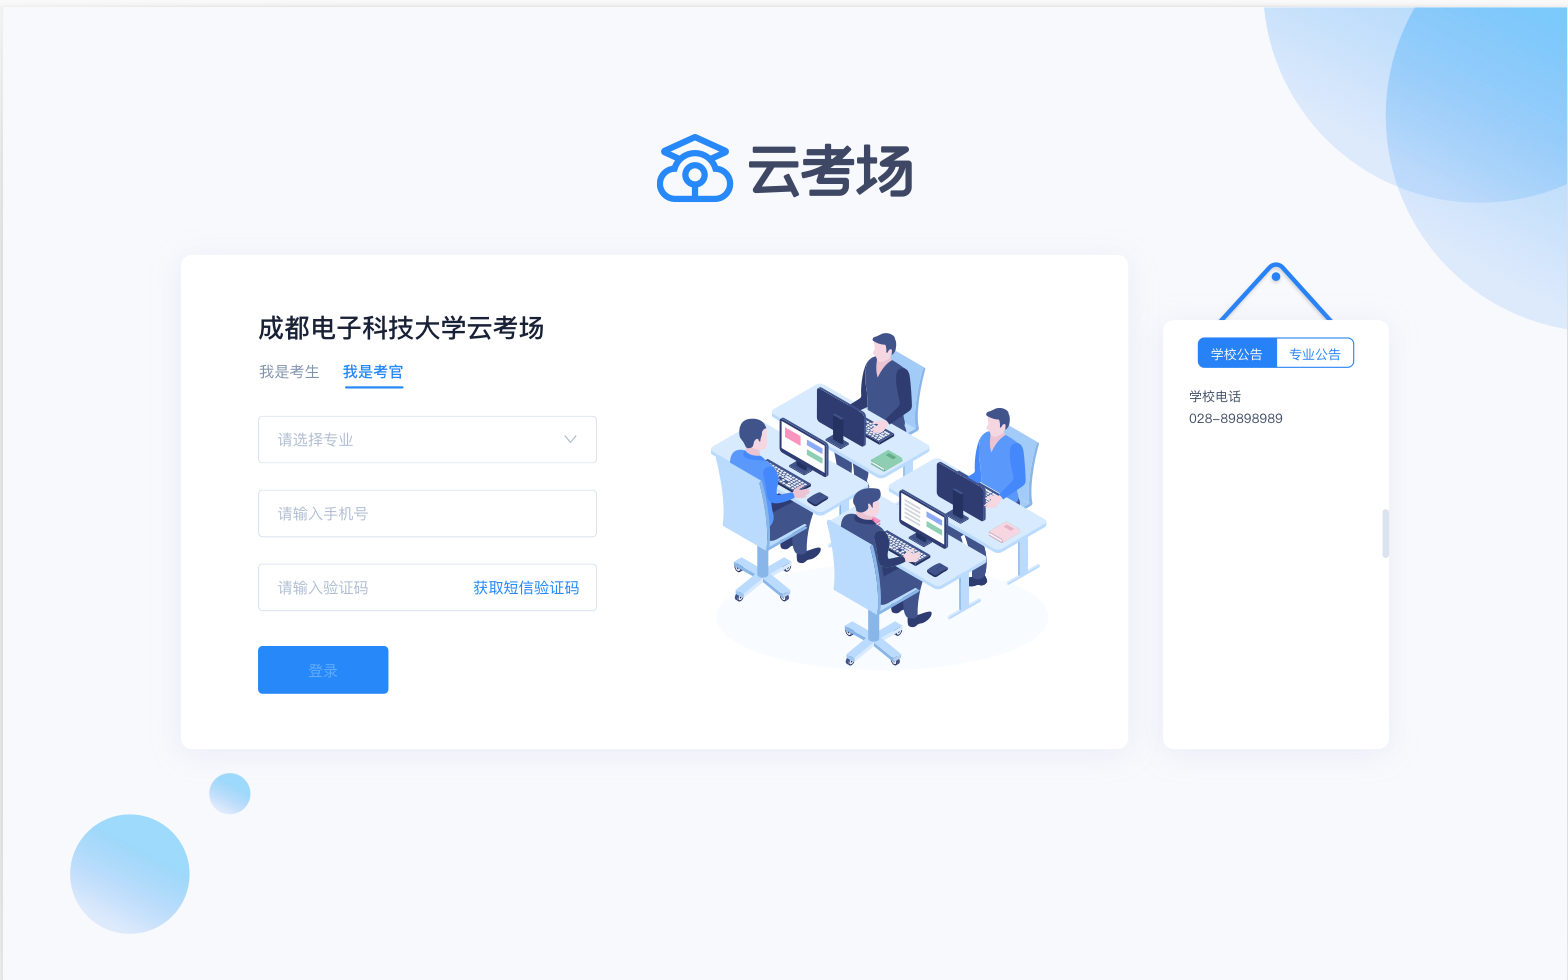 云考场
成都电子科技大学云考场
我是考生 我是考官
请选择专业
请输入手机号
请输入验证码 获取短信验证码
登录
学校公告 专业公告
学校电话
028-89898989